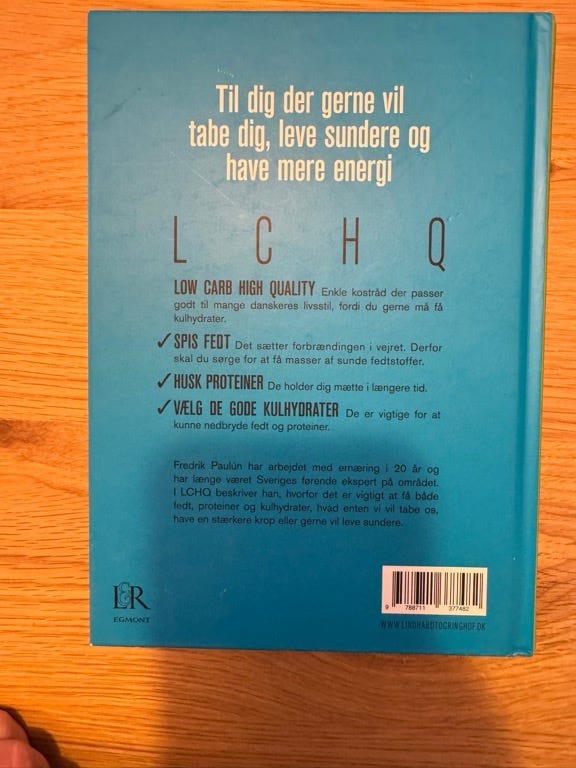 Til dig der gerne vil
tabe dig, leve sundere og
have mere energi
L C H Q
LOW CARB HIGH QUALITY Enkle kostråd der passer
godt til mange danskeres livsstil, fordi du gerne må få
kulhydrater.
✓ SPIS FEDT Det sætter forbrændingen i vejret. Derfor
skal du sørge for at få masser af sunde fedtstoffer.
✓ HUSK PROTEINER De holder dig mætte i længere tid.
✓ VÆLG DE GODE KULHYDRATER De er vigtige for at
kunne nedbryde fedt og proteiner.
Fredrik Paulún har arbejdet med ernæring i 20 år og
har længe været Sveriges førende ekspert på området.
I LCHQ beskriver han, hvorfor det er vigtigt at få både
fedt, proteiner og kulhydrater, hvad enten vi vil tabe os,
have en stærkere krop eller gerne vil leve sundere.
L&R
EGMONT
9 788711 377482
WWW.LINDHARDTOGRINGHOF.DK